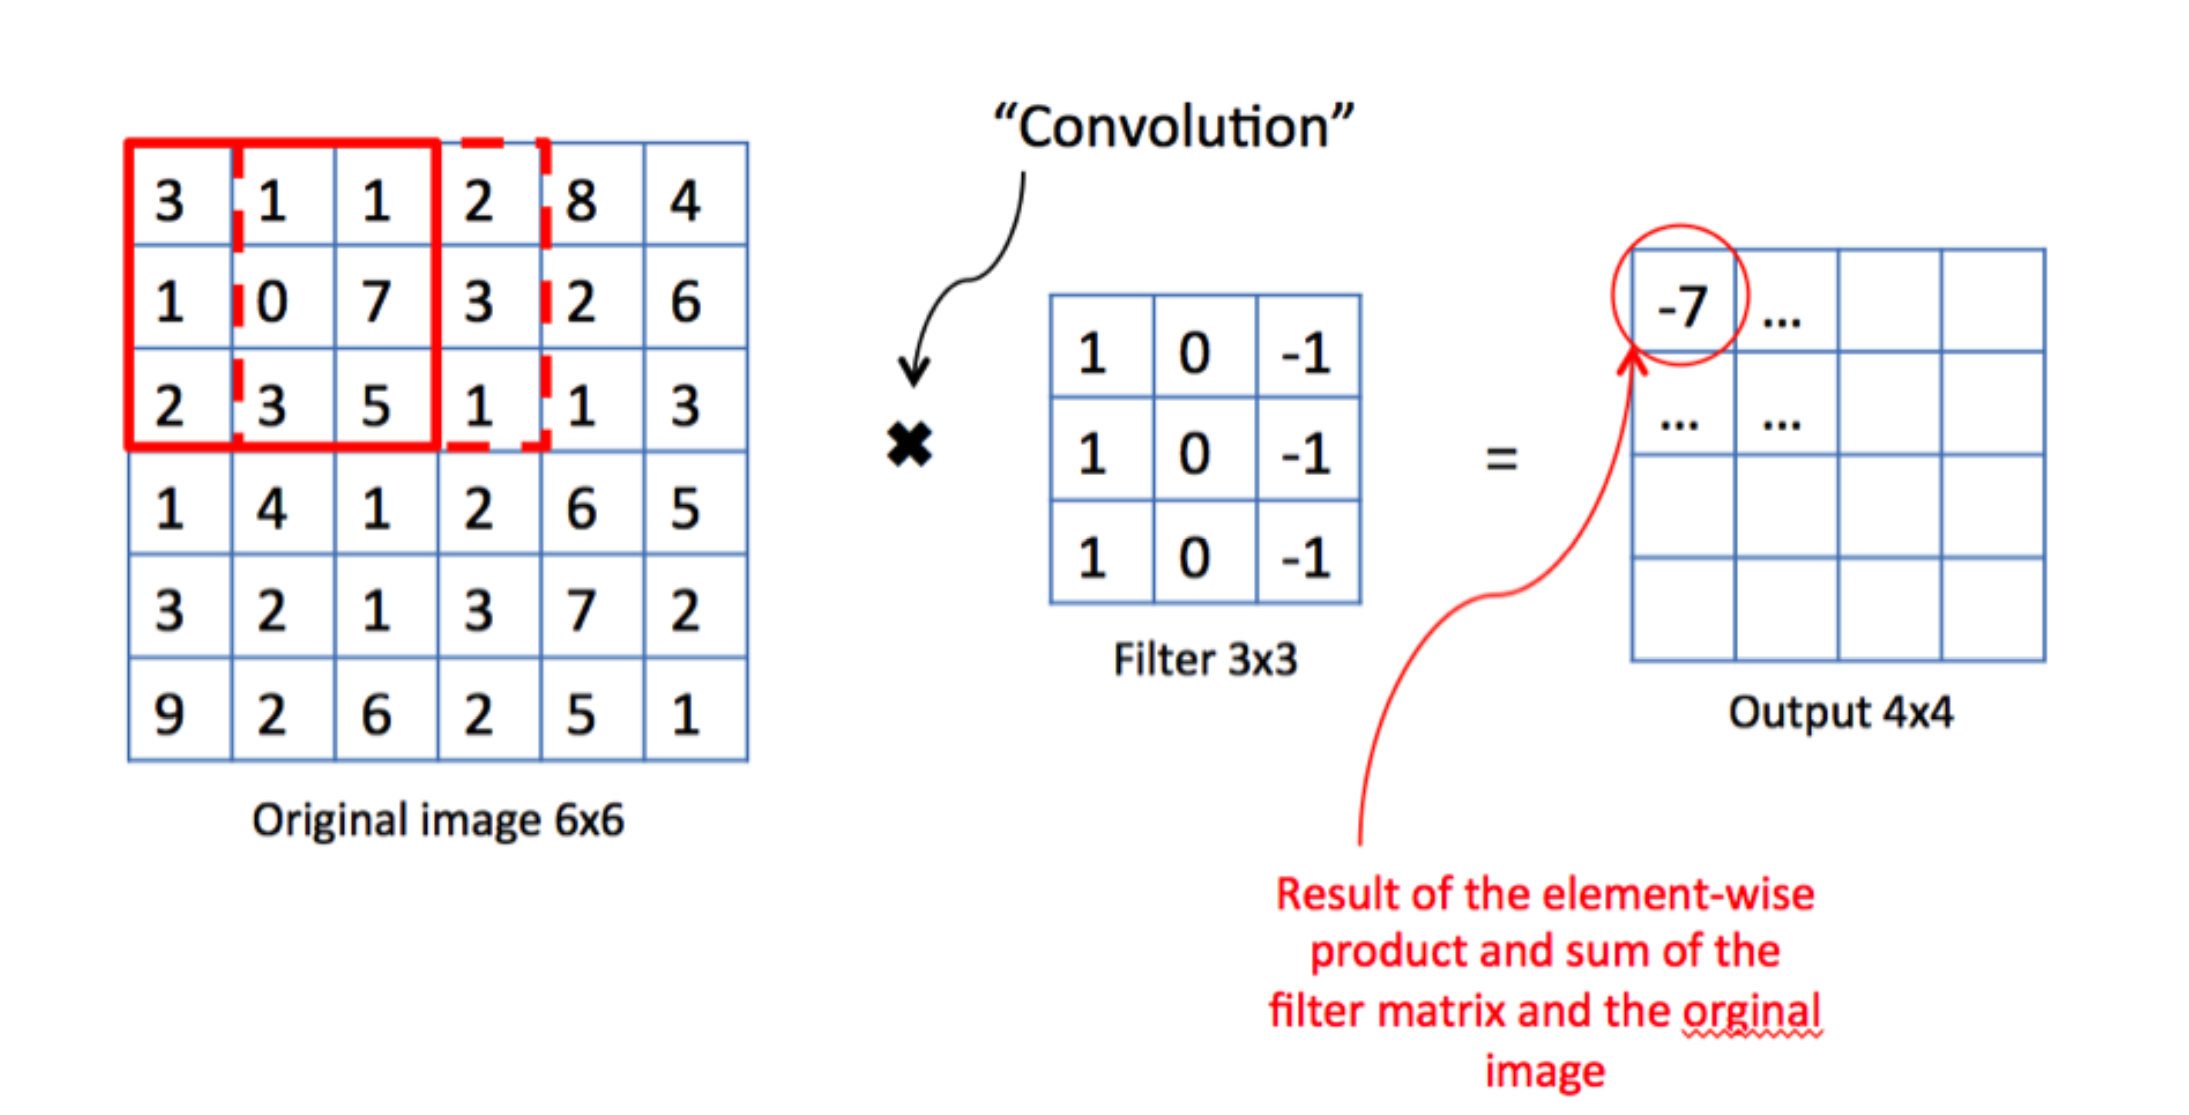 “Convolution”
3 1 1 2 8 4
1 0 7 3 2 6
2 3 5 1 1 3
1 4 1 2 6 5
3 2 1 3 7 2
9 2 6 2 5 1
Original image 6x6
✖
1 0 -1
1 0 -1
1 0 -1
Filter 3x3
=
-7 ...
... ...
Output 4x4
Result of the element-wise
product and sum of the
filter matrix and the orginal
image